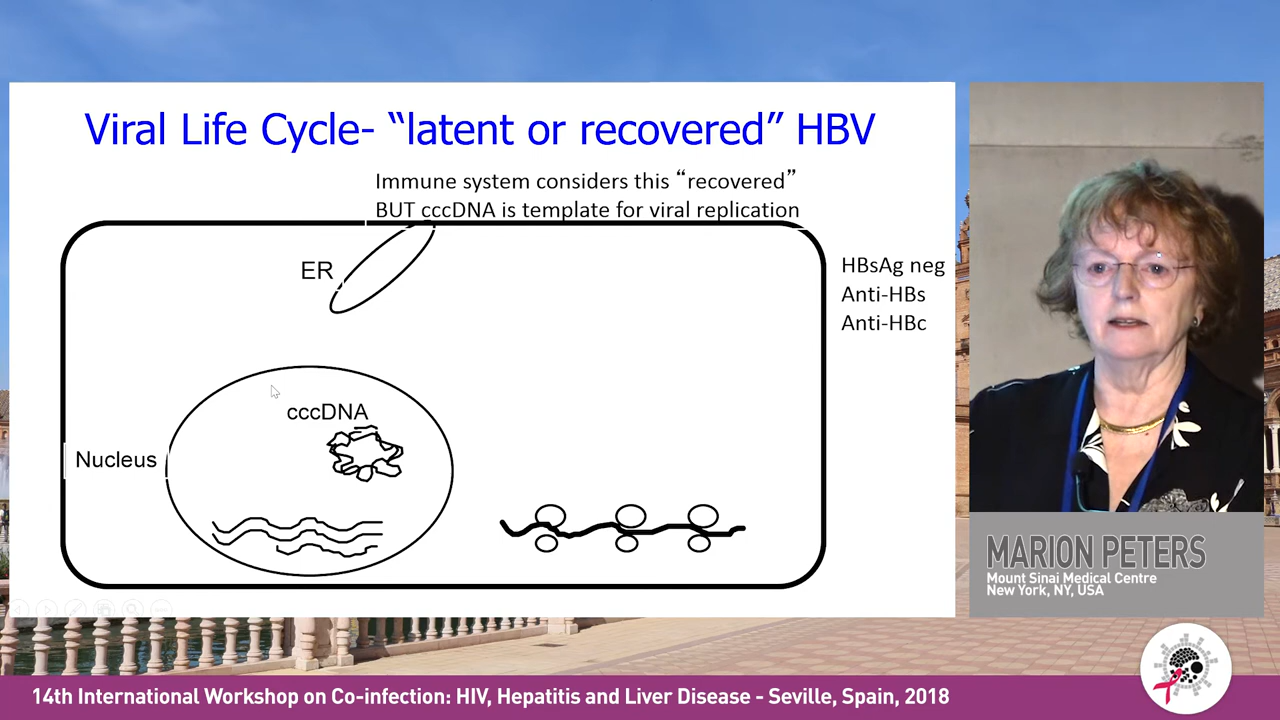 Viral Life Cycle- “latent or recovered” HBV
Immune system considers this “recovered”
BUT cccDNA is template for viral replication
ER
HBsAg neg
Anti-HBs
Anti-HBc
cccDNA
Nucleus
MARION PETERS
Mount Sinai Medical Centre
New York, NY, USA
14th International Workshop on Co-infection: HIV, Hepatitis and Liver Disease - Seville, Spain, 2018